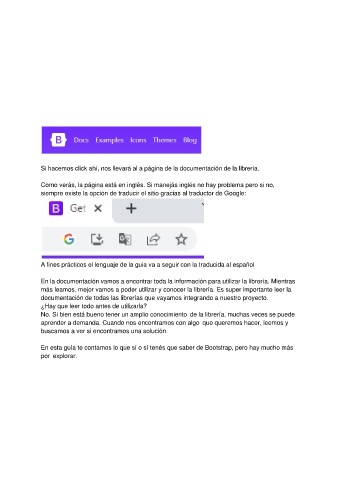 B Docs Examples Icons Themes Blog
Si hacemos click ahí, nos llevará al a página de la documentación de la librería.
Como verás, la página está en inglés. Si manejás inglés no hay problema pero si no,
siempre existe la opción de traducir el sitio gracias al traductor de Google:
B Get × +
G
A fines prácticos el lenguaje de la guia va a seguir con la traducida al español
En la documentación vamos a encontrar toda la información para utilizar la librería. Mientras
más leamos, mejor vamos a poder utilizar y conocer la librería. Es super importante leer la
documentación de todas las librerías que vayamos integrando a nuestro proyecto.
¿Hay que leer todo antes de utilizarla?
No. Si bien está bueno tener un amplio conocimiento de la librería, muchas veces se puede
aprender a demanda. Cuando nos encontramos con algo que queremos hacer, leemos y
buscamos a ver si encontramos una solución.
En esta guía te contamos lo que sí o sí tenés que saber de Bootstrap, pero hay mucho más
por explorar.